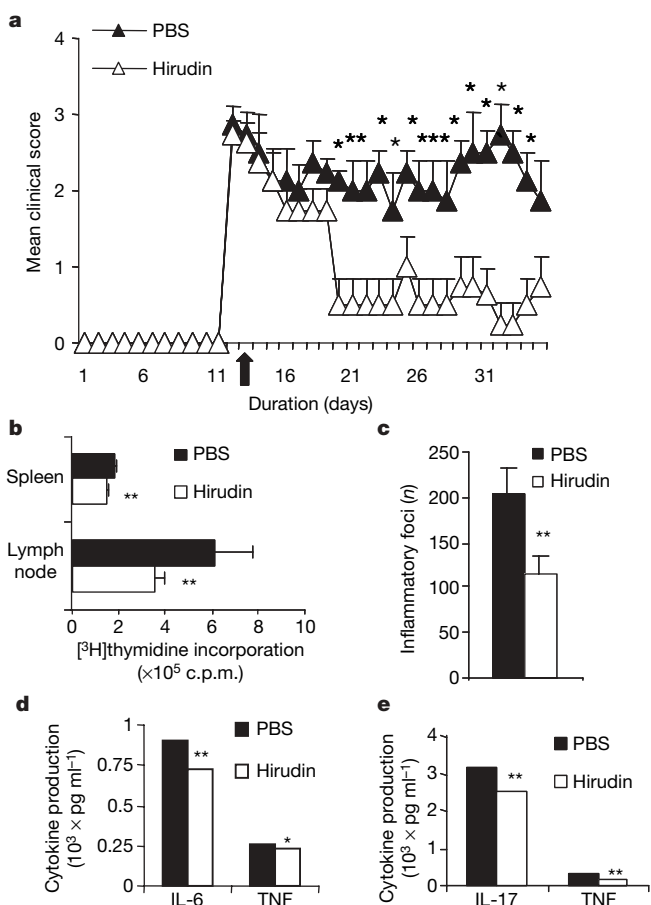 a
PBS
Hirudin
Mean clinical score
4
3
2
1
0
* ** * * * *** * * * * * *
1 6 11 16 21 26 31
Duration (days)
b
PBS
Hirudin
Spleen
**
Lymph
node
**
0 2 4 6 8 10
[³H]thymidine incorporation
(×10⁵ c.p.m.)
c
PBS
Hirudin
Inflammatory foci (n)
250
200
150
100
50
0
**
d
PBS
Hirudin
Cytokine production
(10³ × pg ml⁻¹)
1
0.75
0.5
0.25
0
**
*
IL-6 TNF
e
PBS
Hirudin
Cytokine production
(10³ × pg ml⁻¹)
4
3
2
1
0
**
**
IL-17 TNF